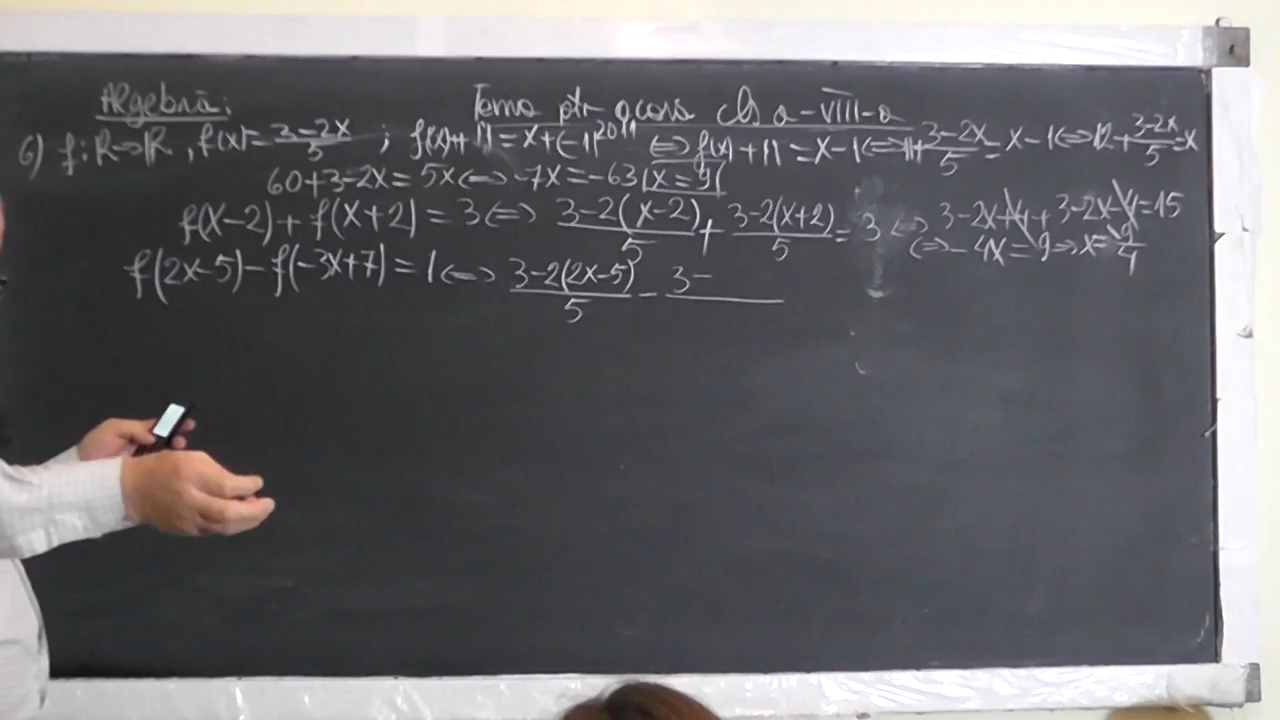 Algebră:
Tema ptr acasă cls a-VIII-a
6) f: R→R, f(x)=(3-2x)/5 ; f(x)+11=x+(-1)^2011 ⇔ f(x)+11=x-1 ⇔ 11+(3-2x)/5=x-1 ⇔ 12+(3-2x)/5=x
60+3-2x=5x ⇔ -7x=-63 x=9
f(x-2)+f(x+2)=3 ⇔ (3-2(x-2))/5+(3-2(x+2))/5=3 ⇔ 3-2x+4+3-2x-4=15
⇔ -4x=9 ⇒ x=-9/4
f(2x-5)-f(-3x+7)=1 ⇔ (3-2(2x-5))/5 - 3-